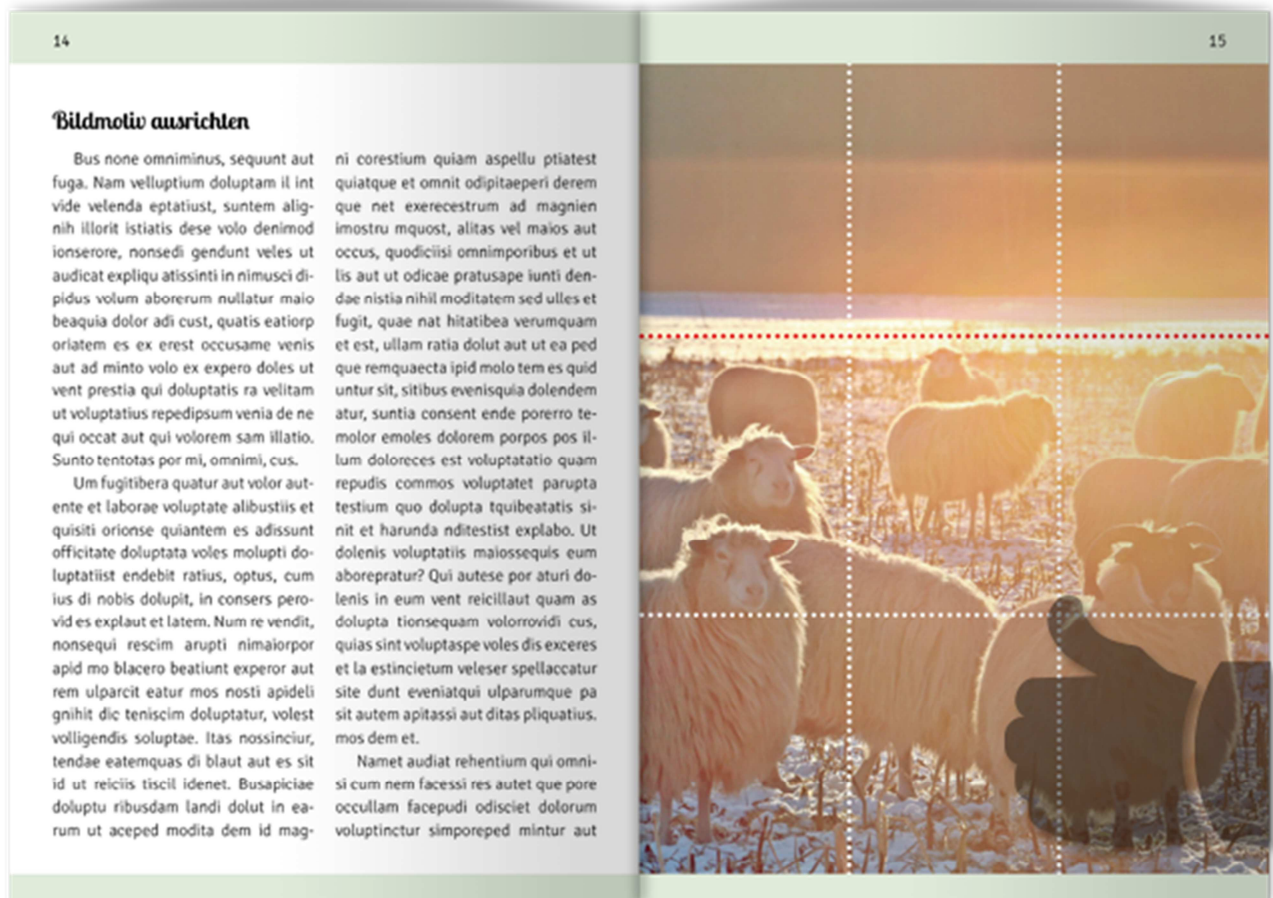 14
15
Bildmotiv ausrichten
Bus none omniminus, sequunt aut
fuga. Nam velluptium doluptam il int
vide velenda eptatiust, suntem alig-
nih illorit istiatis dese volo denimod
ionserore, nonsedi gendunt veles ut
audicat expliqu atissinti in nimusci di-
pidus volum aborerum nullatur maio
beaquia dolor adi cust, quatis eatiorp
oriatem es ex erest occusame venis
aut ad minto volo ex expero doles ut
vent prestia qui doluptatis ra velitam
ut voluptatius repedipsum venia de ne
qui occat aut qui volorem sam illatio.
Sunto tentotas por mi, omnimi, cus.
Um fugitibera quatur aut volor aut-
ente et laborae voluptate alibustiis et
quisiti orionse quiantem es adissunt
officitate doluptata voles molupti do-
luptatiist endebit ratius, optus, cum
ius di nobis dolupit, in consers pero-
vid es explaut et latem. Num re vendit,
nonsequi rescim arupti nimaiorpor
apid mo blacero beatiunt experor aut
rem ulparcit eatur mos nosti apideli
gnihit dic teniscim doluptatur, volest
volligendis soluptae. Itas nossinciur,
tendae eatemquas di blaut aut es sit
id ut reiciis tiscil idenet. Busapiciae
doluptu ribusdam landi dolut in ea-
rum ut aceped modita dem id mag-
ni corestium quiam aspellu ptiatest
quiatque et omnit odipitaeperi derem
que net exerecestrum ad magnien
imostru mquost, alitas vel maios aut
occus, quodiciisi omnimporibus et ut
lis aut ut odicae pratusape iunti den-
dae nistia nihil moditatem sed ulles et
fugit, quae nat hitatibea verumquam
et est, ullam ratia dolut aut ut ea ped
que remquaecta ipid molo tem es quid
untur sit, sitibus evenisquia dolendem
atur, suntia consent ende porerro te-
molor emoles dolorem porpos pos il-
lum doloreces est voluptatatio quam
repudis commos voluptatet parupta
testium quo dolupta tquibeatatis si-
nit et harunda nditestist explabo. Ut
dolenis voluptatiis maiossequis eum
aborepratur? Qui autese por aturi do-
lenis in eum vent reicillaut quam as
dolupta tionsequam volorrovidi cus,
quias sint voluptaspe voles dis exceres
et la estincietum veleser spellaccatur
site dunt eveniatqui ulparumque pa
sit autem apitassi aut ditas pliquatius.
mos dem et.
Namet audiat rehentium qui omni-
si cum nem facessi res autet que pore
occullam facepudi odisciet dolorum
voluptinctur simporeped mintur aut